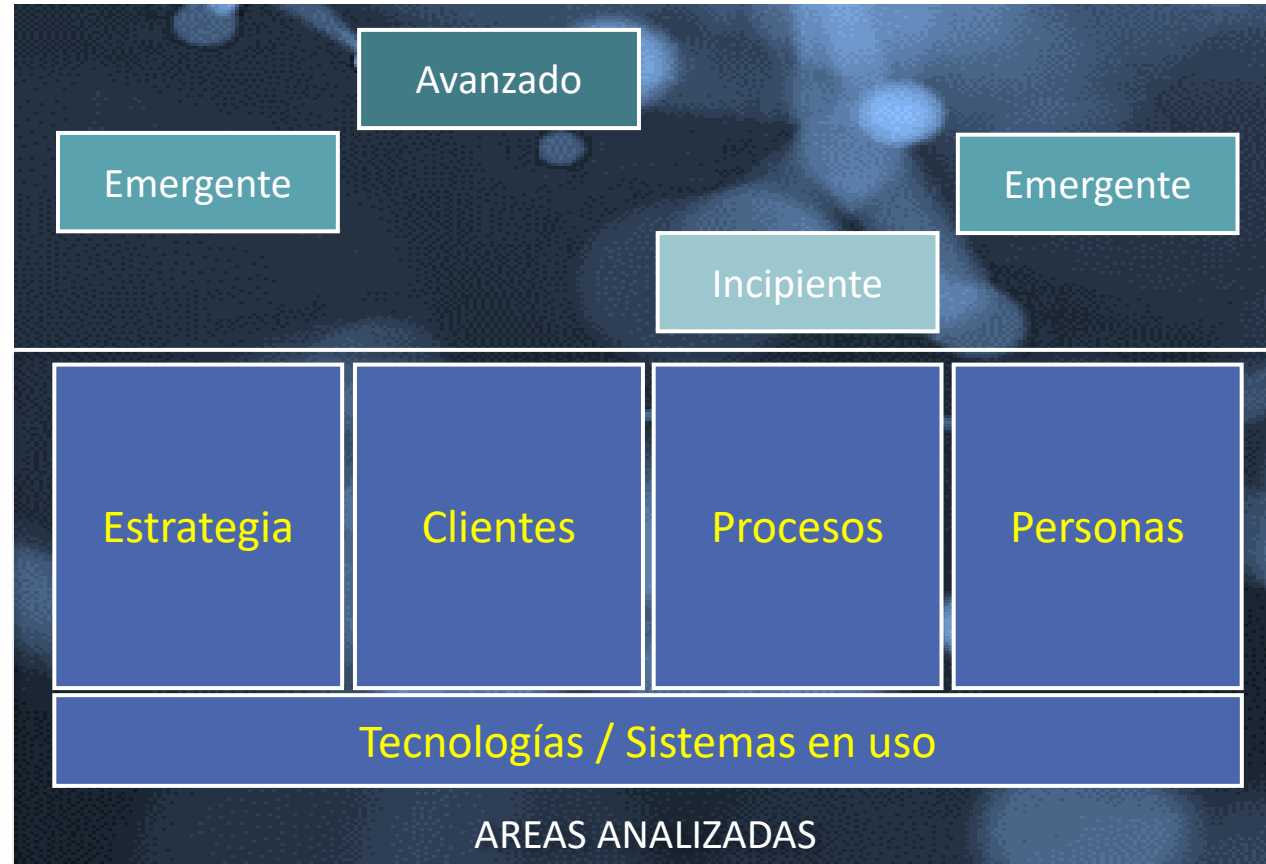 Avanzado
Emergente
Emergente
Incipiente
Estrategia
Clientes
Procesos
Personas
Tecnologías / Sistemas en uso
AREAS ANALIZADAS